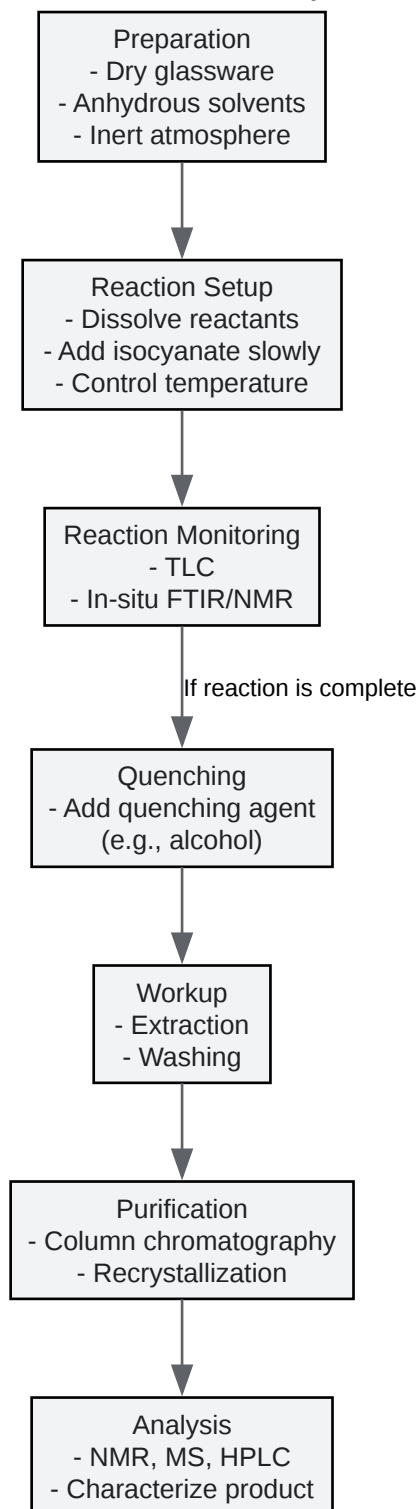 Preparation
- Dry glassware
- Anhydrous solvents
- Inert atmosphere
Reaction Setup
- Dissolve reactants
- Add isocyanate slowly
- Control temperature
Reaction Monitoring
- TLC
- In-situ FTIR/NMR
If reaction is complete
Quenching
- Add quenching agent
(e.g., alcohol)
Workup
- Extraction
- Washing
Purification
- Column chromatography
- Recrystallization
Analysis
- NMR, MS, HPLC
- Characterize product